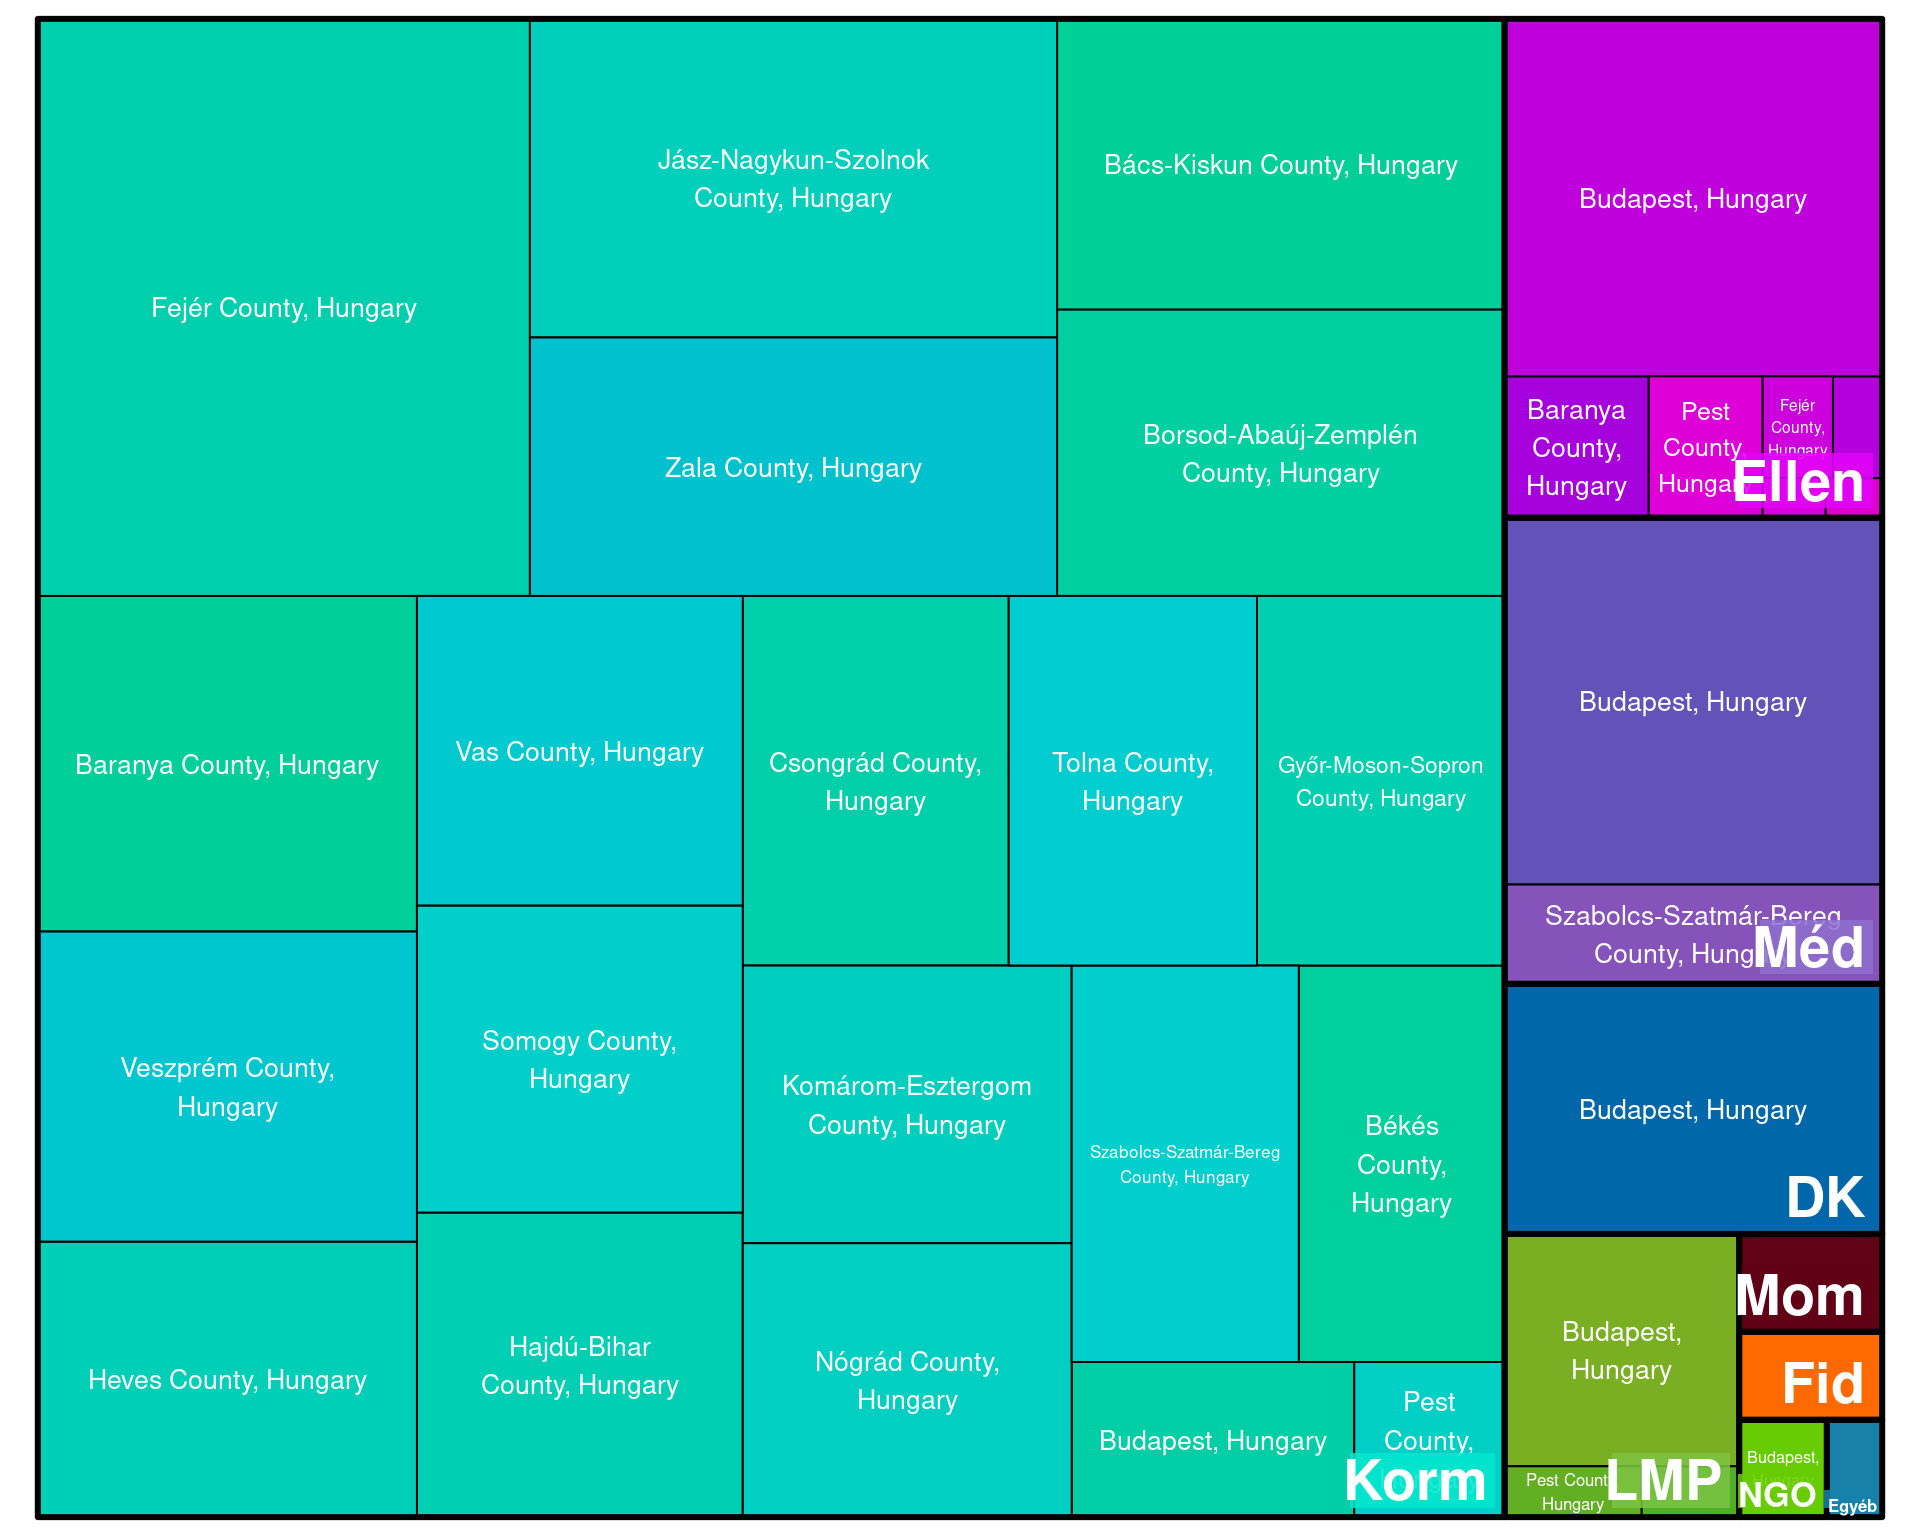 Fejér County, Hungary
Jász-Nagykun-Szolnok
County, Hungary
Zala County, Hungary
Bács-Kiskun County, Hungary
Borsod-Abaúj-Zemplén
County, Hungary
Baranya County, Hungary
Veszprém County,
Hungary
Heves County, Hungary
Vas County, Hungary
Somogy County,
Hungary
Hajdú-Bihar
County, Hungary
Csongrád County,
Hungary
Tolna County,
Hungary
Győr-Moson-Sopron
County, Hungary
Komárom-Esztergom
County, Hungary
Nógrád County,
Hungary
Szabolcs-Szatmár-Bereg
County, Hungary
Békés
County,
Hungary
Budapest, Hungary
Pest
County,
Korm
Budapest, Hungary
Baranya
County,
Hungary
Pest
County,
Hungary
Fejér
County,
Hungary
Ellen
Budapest, Hungary
Szabolcs-Szatmár-Bereg
County, Hungary
Méd
Budapest, Hungary
DK
Budapest,
Hungary
Pest County,
Hungary
LMP
Mom
Fid
Budapest,
Hungary
NGO
Egyéb